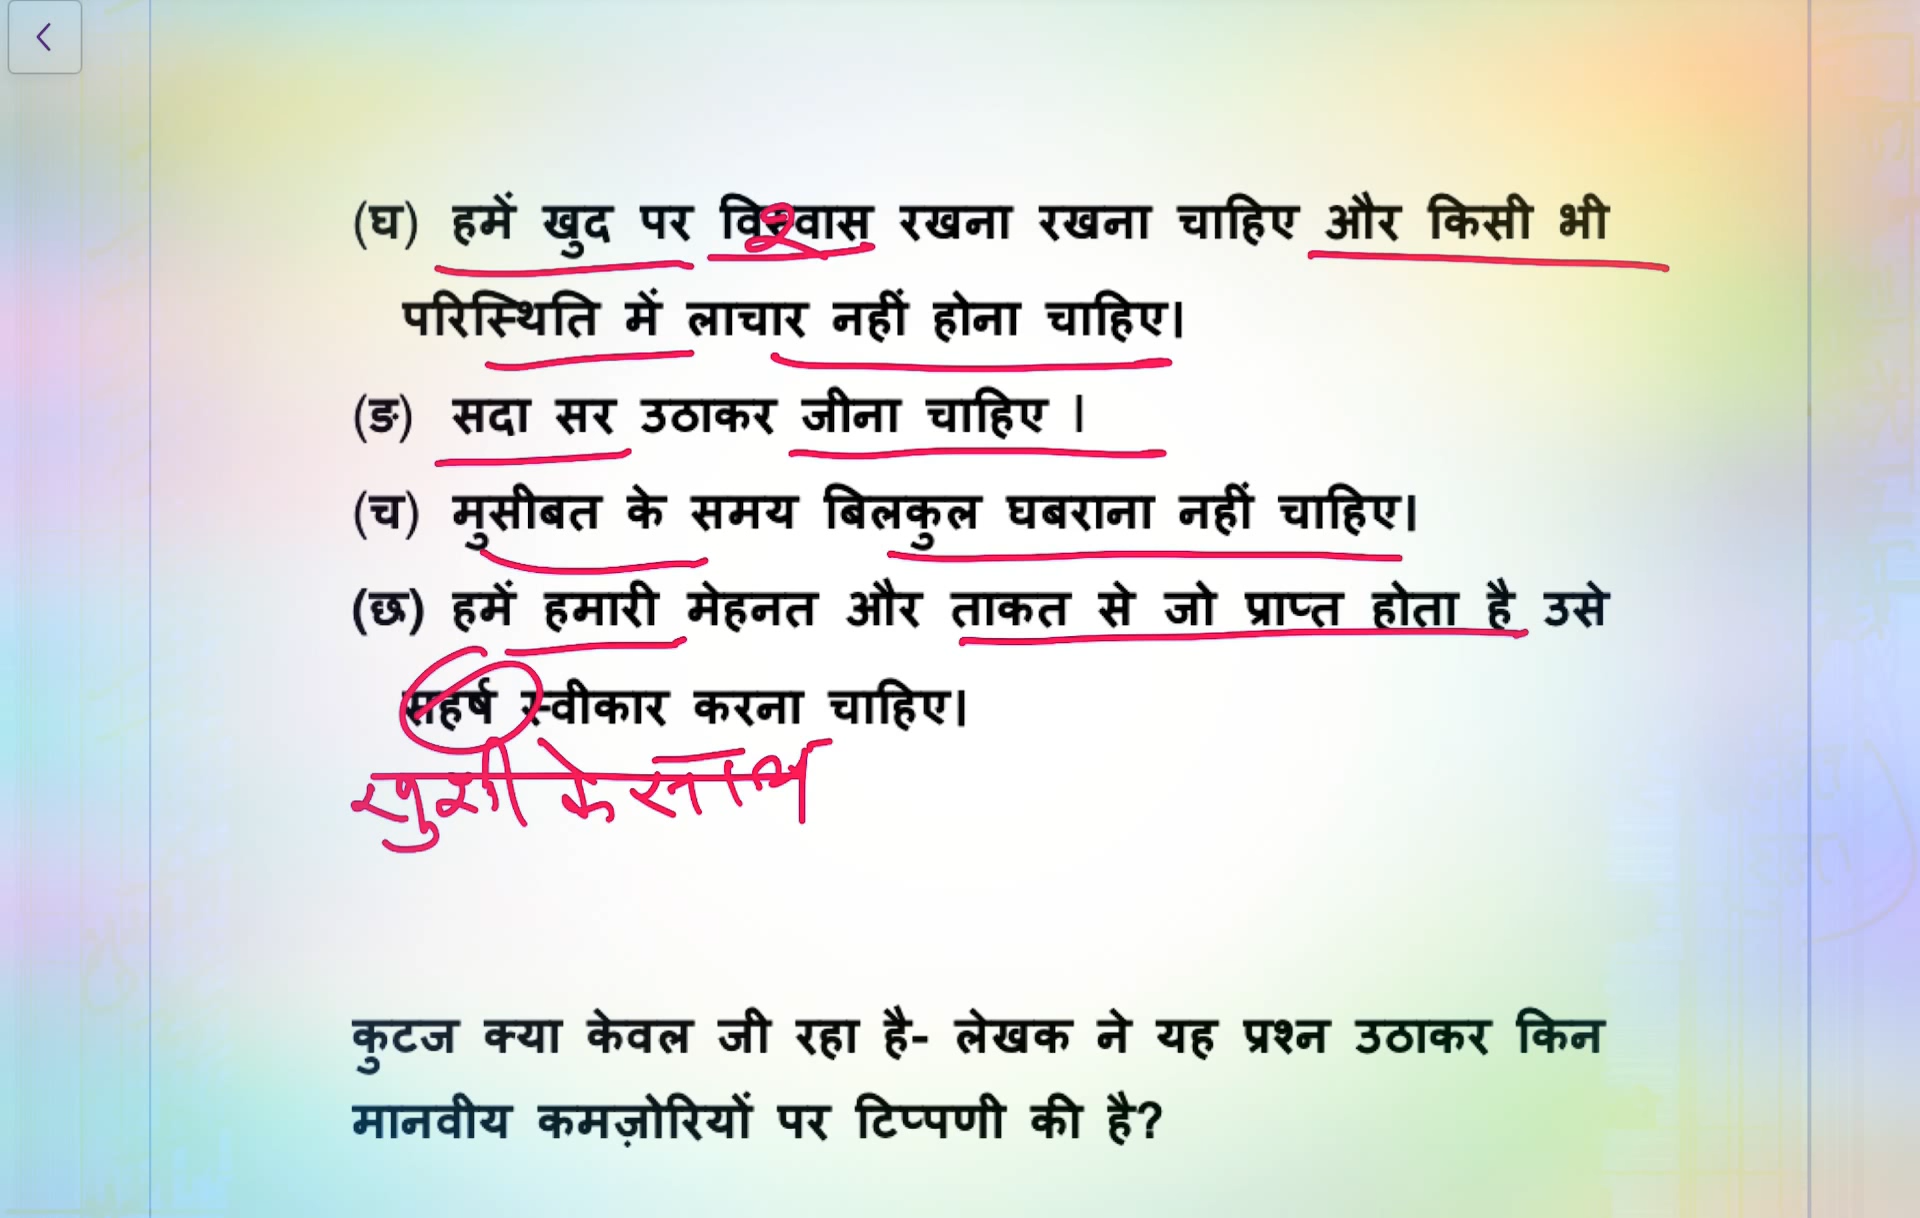 (घ) हमें खुद पर विश्वास रखना रखना चाहिए और किसी भी
परिस्थिति में लाचार नहीं होना चाहिए।
(ङ) सदा सर उठाकर जीना चाहिए ।
(च) मुसीबत के समय बिलकुल घबराना नहीं चाहिए।
(छ) हमें हमारी मेहनत और ताकत से जो प्राप्त होता है उसे
सहर्ष स्वीकार करना चाहिए।
खुशी के साथ
कुटज क्या केवल जी रहा है- लेखक ने यह प्रश्न उठाकर किन
मानवीय कमज़ोरियों पर टिप्पणी की है?